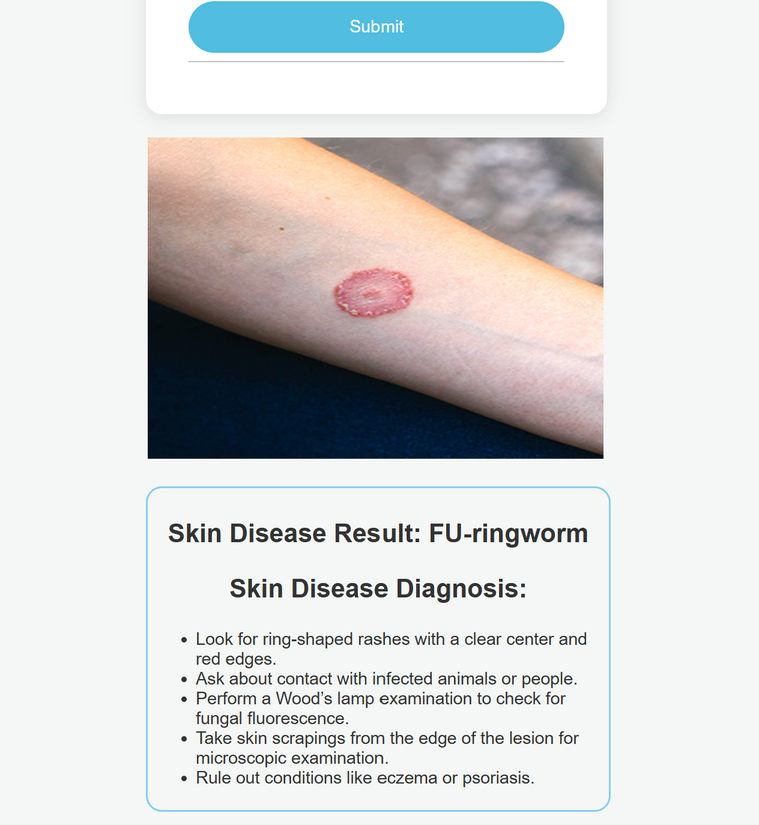 Submit
Skin Disease Result: FU-ringworm
Skin Disease Diagnosis:
• Look for ring-shaped rashes with a clear center and
red edges.
• Ask about contact with infected animals or people.
• Perform a Wood’s lamp examination to check for
fungal fluorescence.
• Take skin scrapings from the edge of the lesion for
microscopic examination.
• Rule out conditions like eczema or psoriasis.